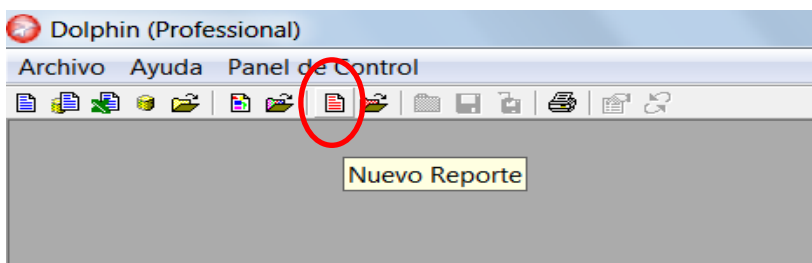 Dolphin (Professional)
Archivo Ayuda Panel de Control
Nuevo Reporte